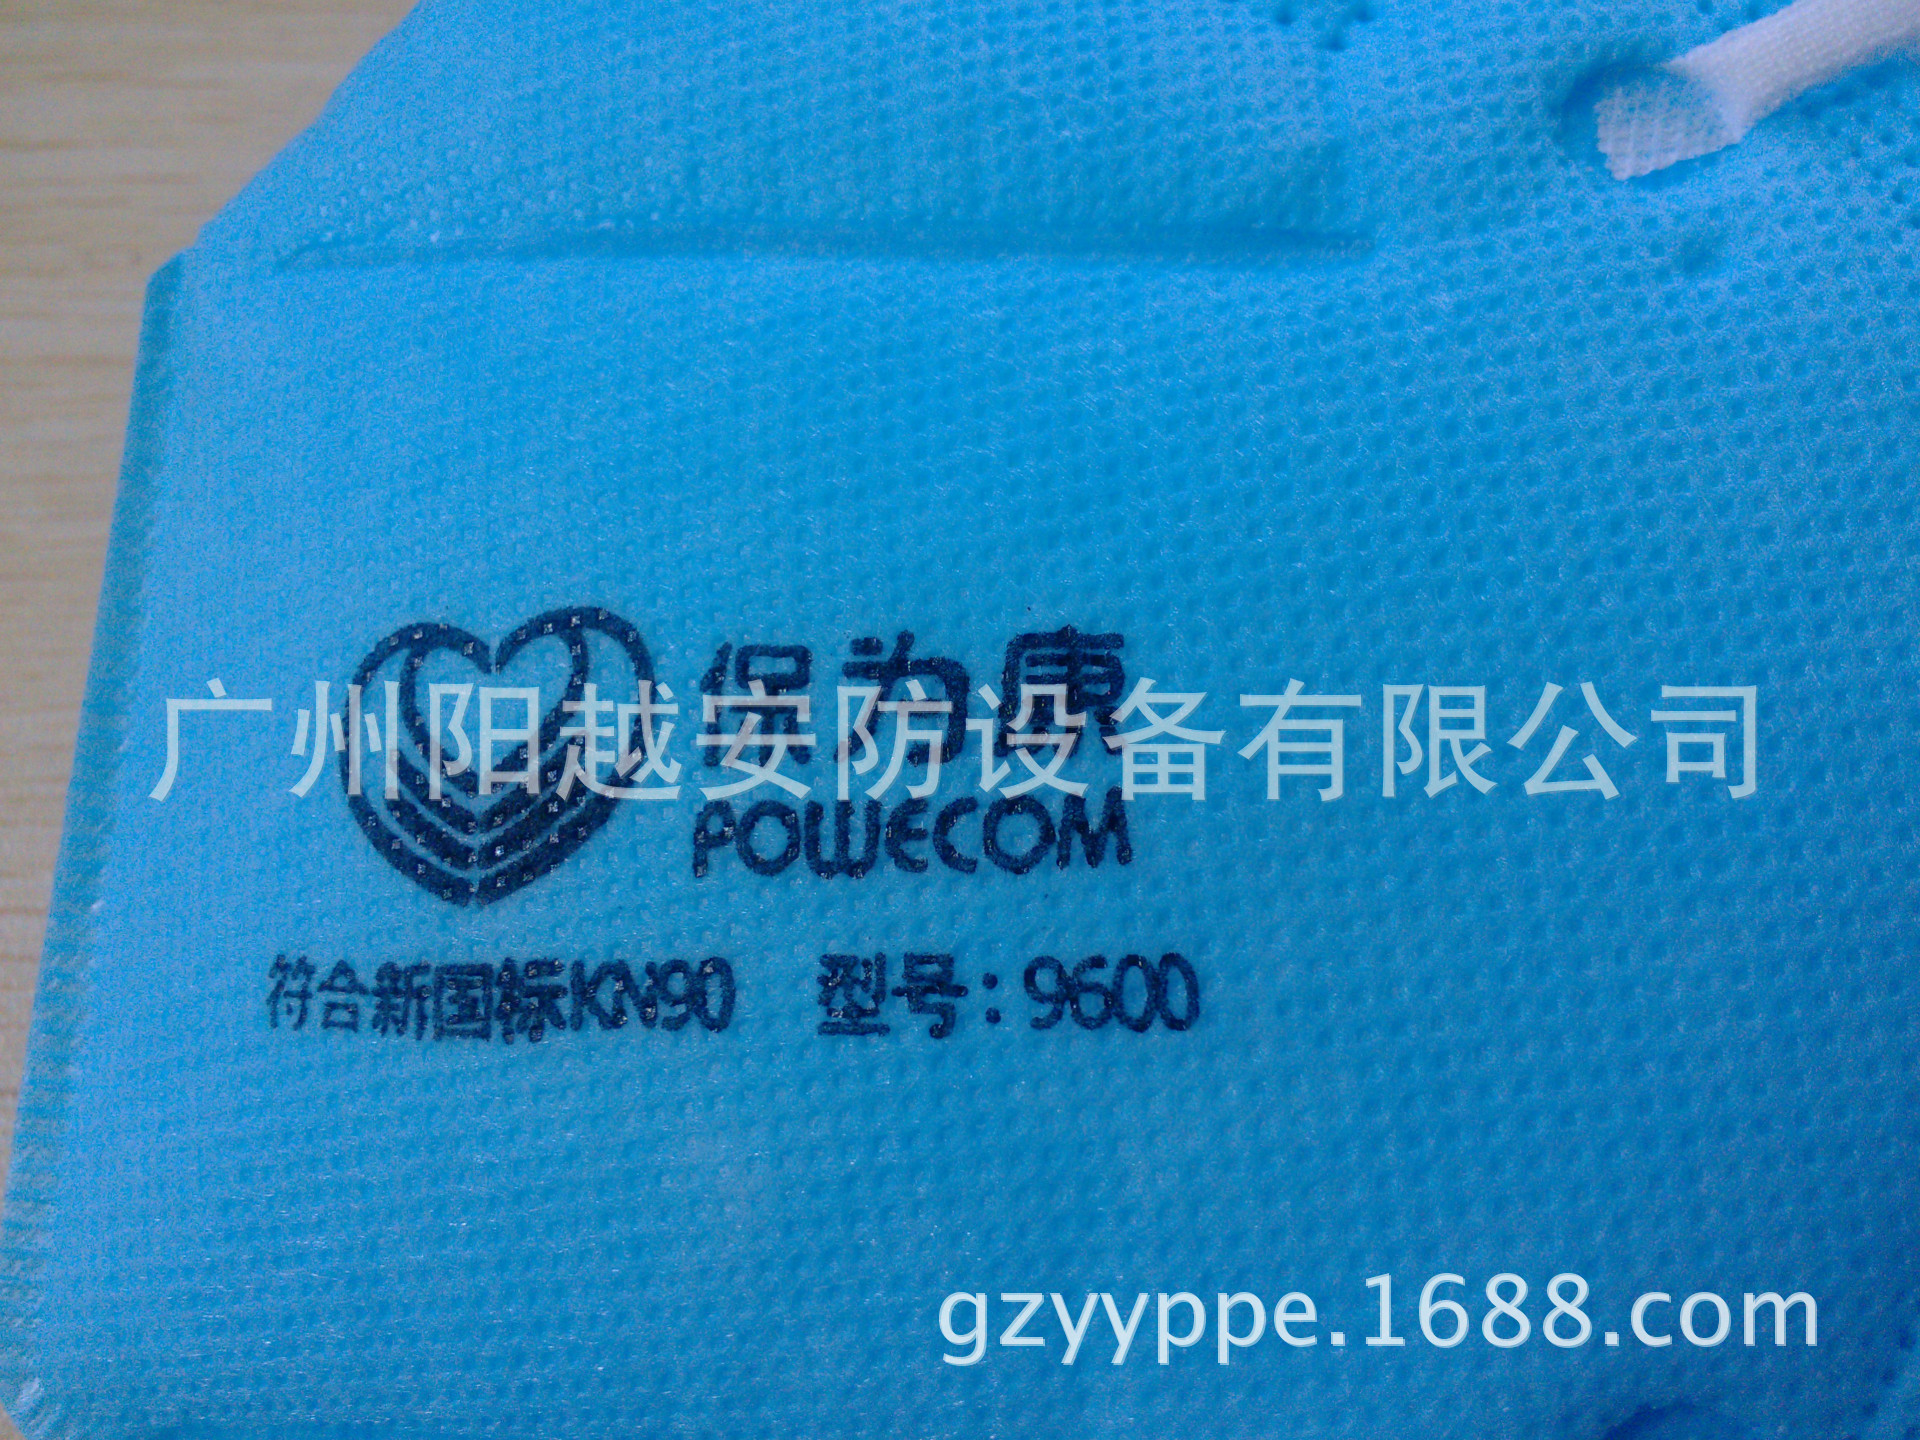 保为康
广州阳越安防设备有限公司
POWECOM
符合新国标KN90 型号:9600
gzyyppe.1688.com